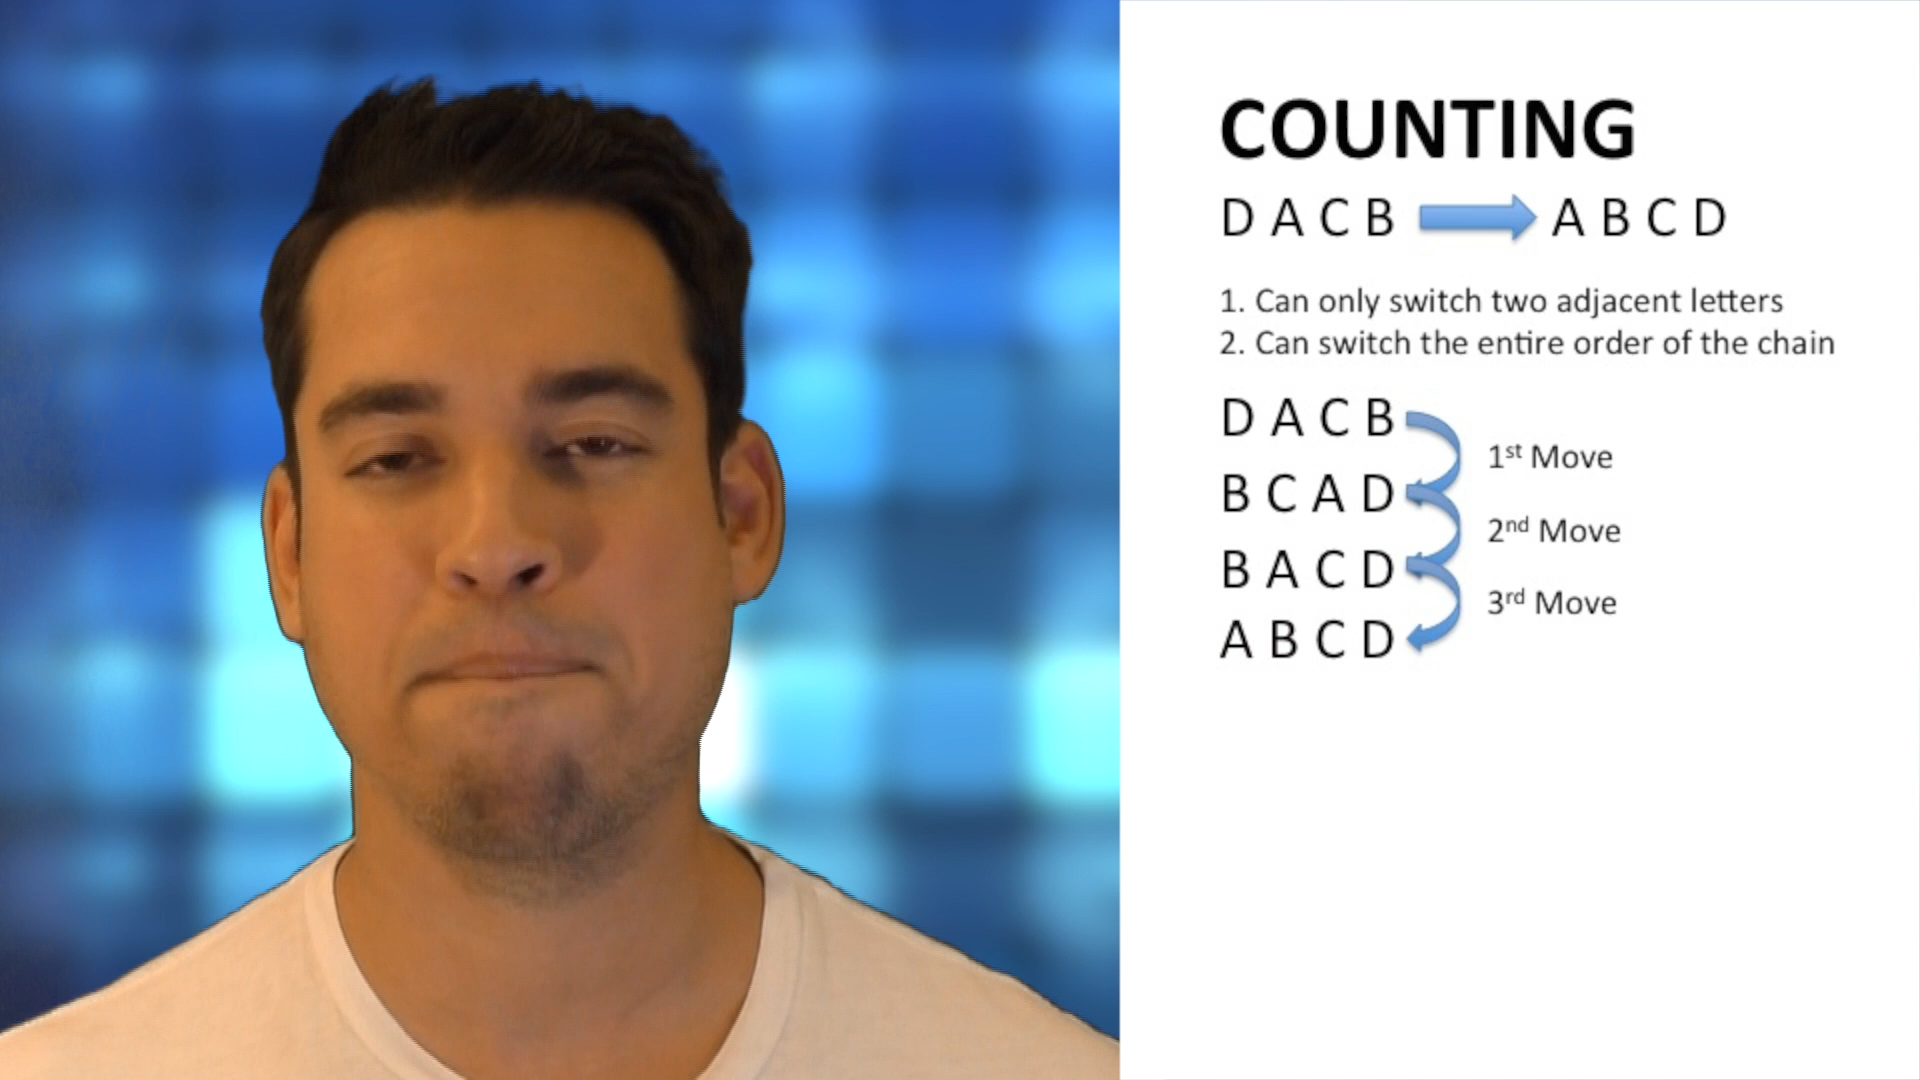 COUNTING
D A C B A B C D
1. Can only switch two adjacent letters
2. Can switch the entire order of the chain
D A C B
1st Move
B C A D
2nd Move
B A C D
3rd Move
A B C D